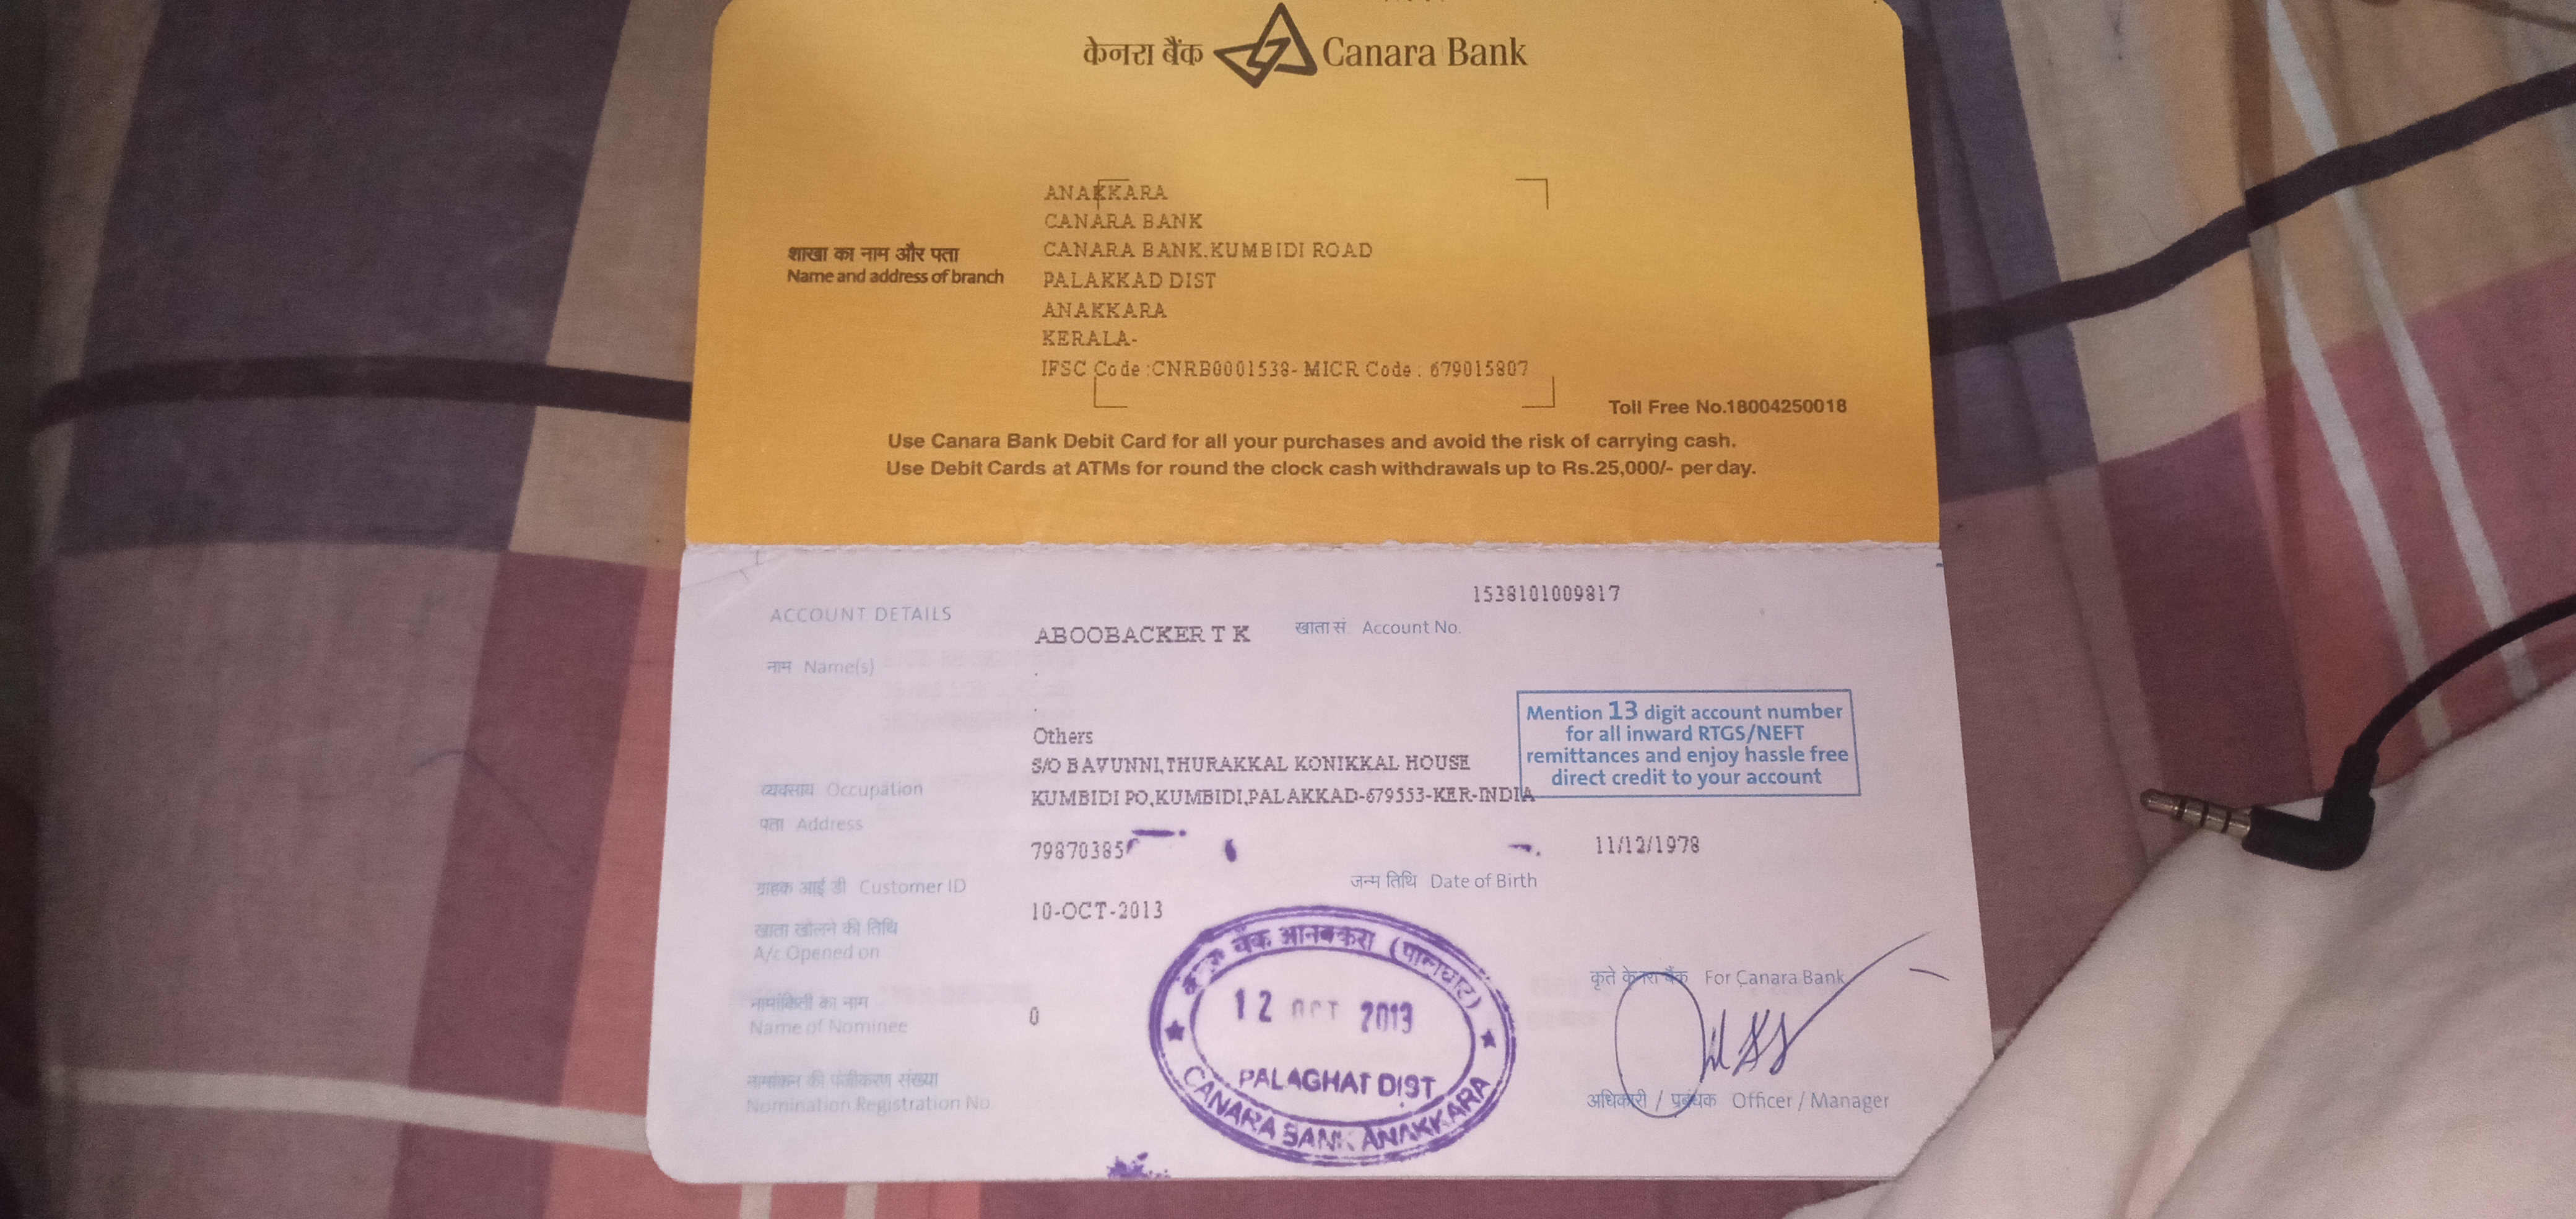 केनरा बैंक Canara Bank
ANAKKARA
CANARA BANK
शाखा का नाम और पता
Name and address of branch
CANARA BANK.KUMBIDI ROAD
PALAKKAD DIST
ANAKKARA
KERALA-
IFSC Code :CNRB0001538- MICR Code : 679015807
Toll Free No.18004250018
Use Canara Bank Debit Card for all your purchases and avoid the risk of carrying cash.
Use Debit Cards at ATMs for round the clock cash withdrawals up to Rs.25,000/- per day.
1538101009817
ACCOUNT DETAILS
ABOOBACKER T K
खाता सं. Account No.
नाम Name(s)
Mention 13 digit account number
for all inward RTGS/NEFT
remittances and enjoy hassle free
direct credit to your account
Others
S/O BAVUNNI,THURAKKAL KONIKKAL HOUSE
व्यवसाय Occupation
KUMBIDI PO,KUMBIDI,PALAKKAD-679553-KER-INDIA
पता Address
79870385
11/12/1978
ग्राहक आई डी Customer ID
जन्म तिथि Date of Birth
10-OCT-2013
खाता खोलने की तिथि
A/c Opened on
बैंक आनक्करा
12 OCT 2013
PALAGHAT DIST
CANARA BANK ANAKKARA
कृते केनरा बैंक For Canara Bank
नामांकिती का नाम
Name of Nominee
0
नामांकन की पंजीकरण संख्या
Nomination Registration No
अधिकारी / प्रबंधक Officer / Manager